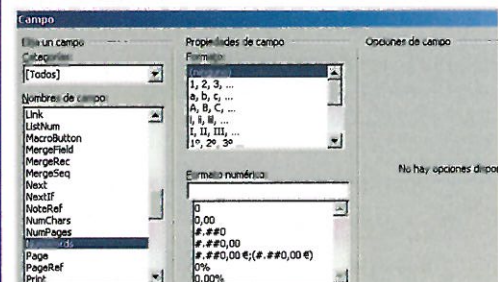 Campo
Elija un campo
Categorías:
[Todos]
Nombres de campo:
Link
ListNum
MacroButton
MergeField
MergeRec
MergeSeq
Next
NextIf
NoteRef
NumChars
NumPages
NumWords
Page
PageRef
Print
Propiedades de campo
Formato:
(ninguno)
1, 2, 3, ...
a, b, c, ...
A, B, C, ...
i, ii, iii, ...
I, II, III, ...
1º, 2º, 3º
Formato numérico:
0
0,00
#.##0
#.##0,00
#.##0,00 €;(#.##0,00 €)
0%
0,00%
Opciones de campo
No hay opciones dispon